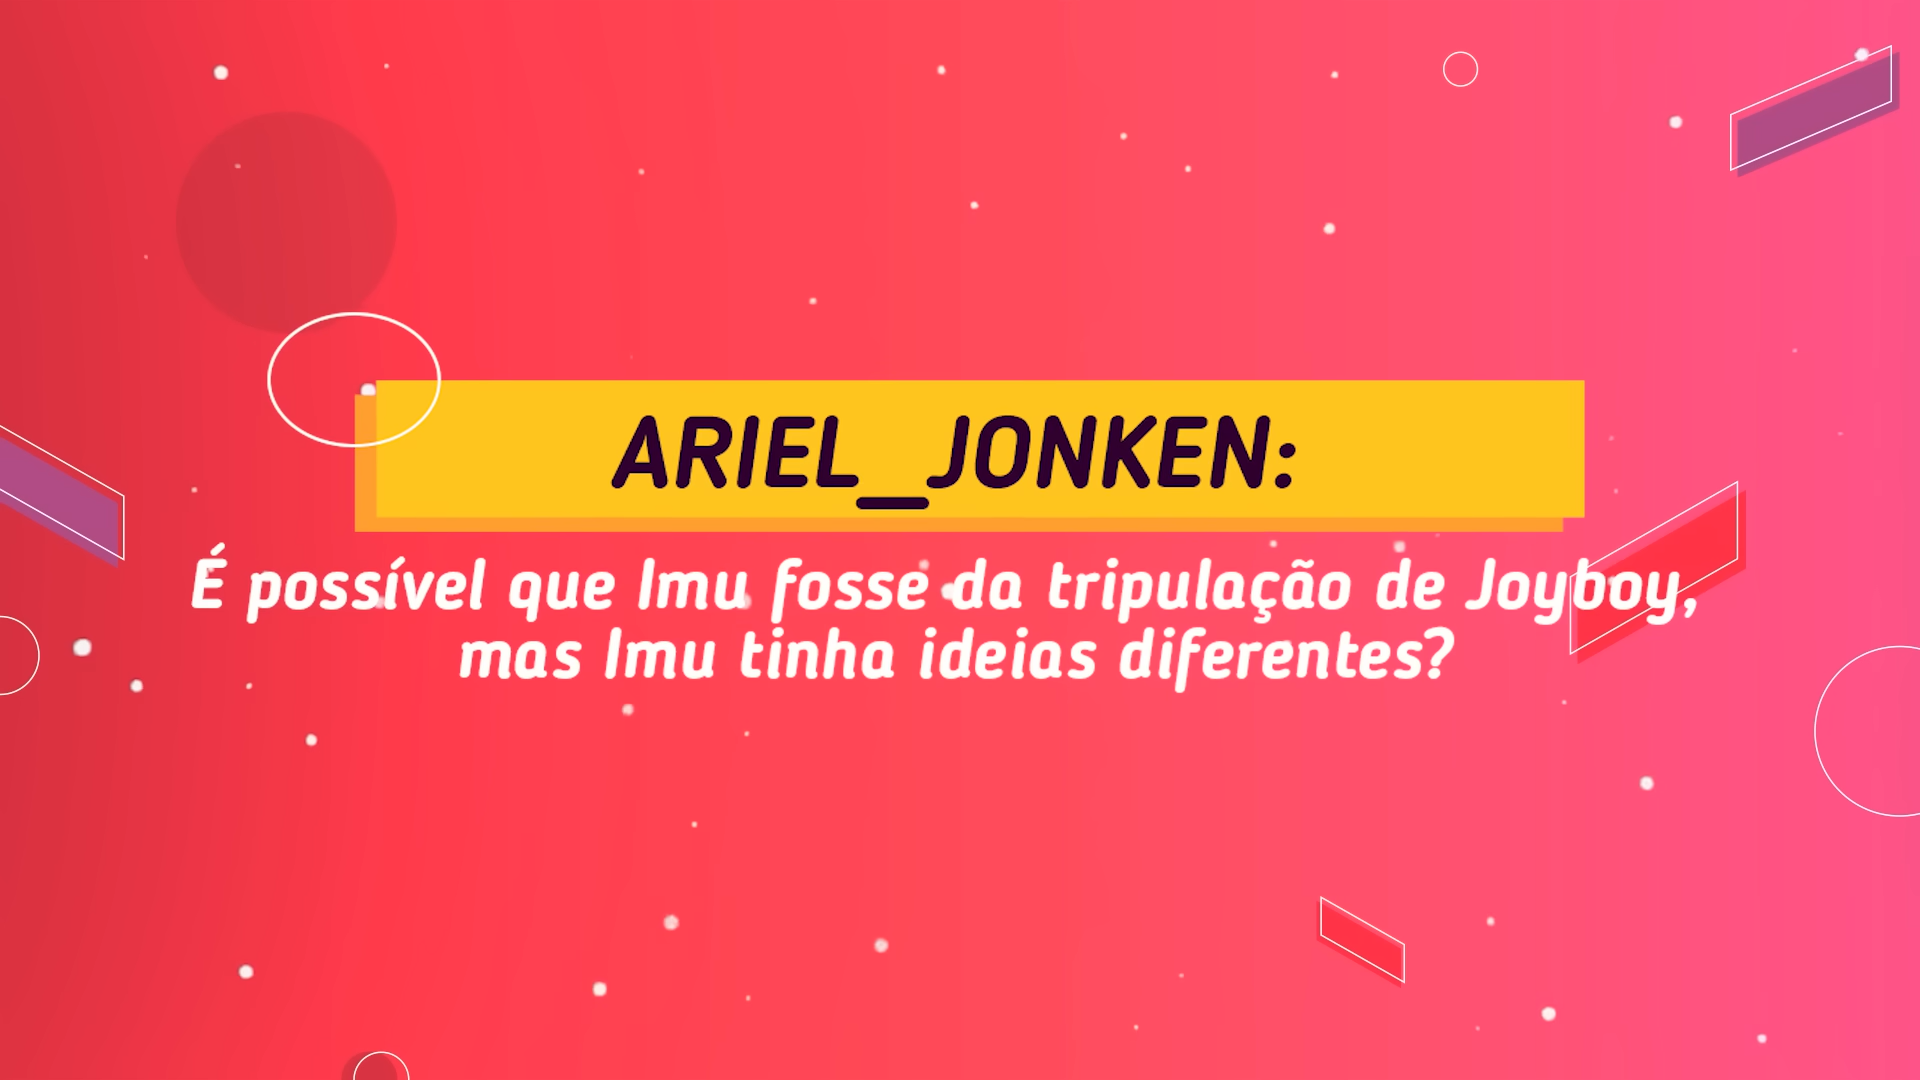 ARIEL_JONKEN:
É possível que Imu fosse da tripulação de Joyboy,
mas Imu tinha ideias diferentes?